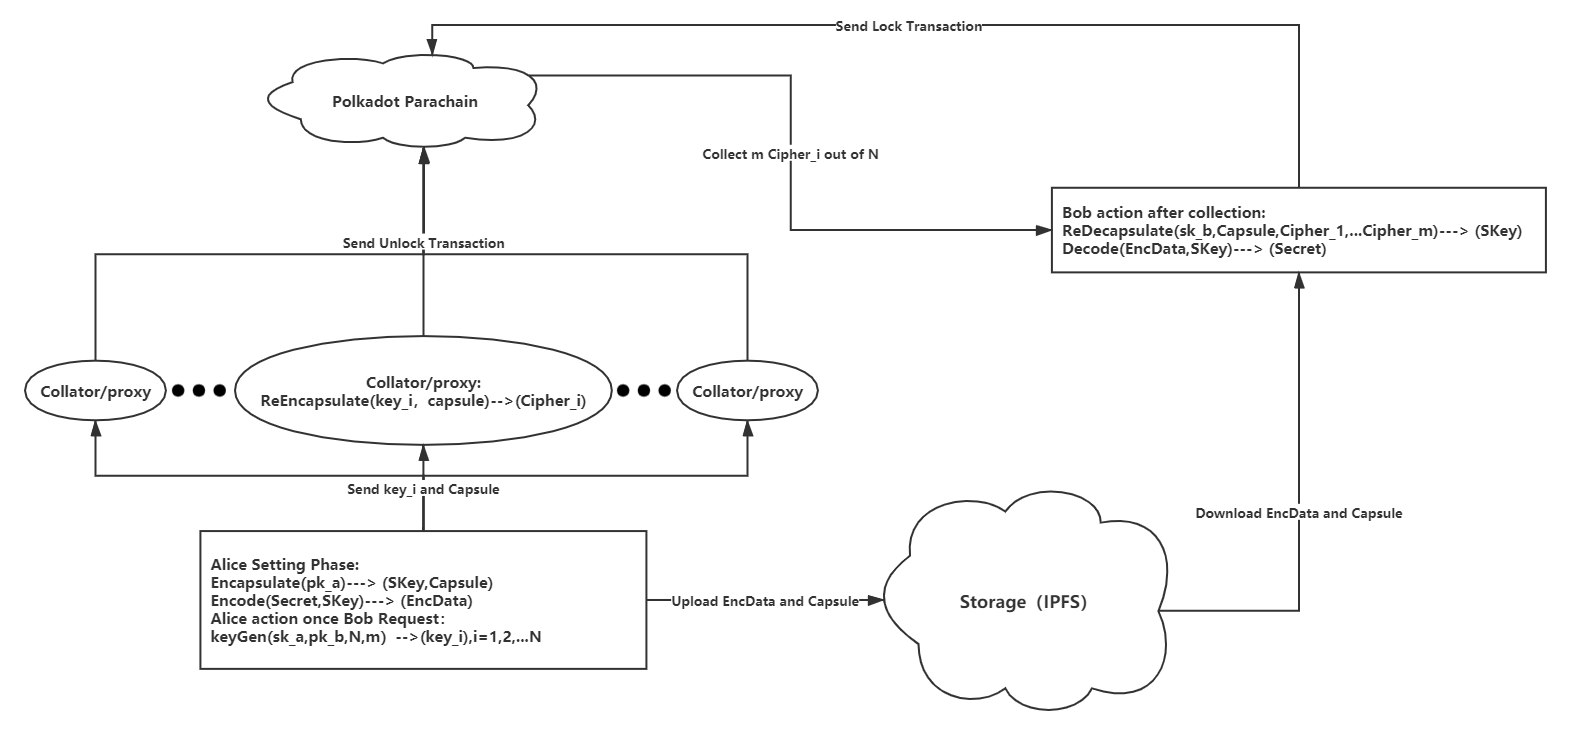 Send Lock Transaction
Polkadot Parachain
Collect m Cipher_i out of N
Bob action after collection:
ReDecapsulate(sk_b,Capsule,Cipher_1,...Cipher_m)---> (SKey)
Decode(EncData,SKey)---> (Secret)
Send Unlock Transaction
Collator/proxy
Collator/proxy:
ReEncapsulate(key_i，capsule)-->(Cipher_i)
Collator/proxy
Send key_i and Capsule
Alice Setting Phase:
Encapsulate(pk_a)---> (SKey,Capsule)
Encode(Secret,SKey)---> (EncData)
Alice action once Bob Request：
keyGen(sk_a,pk_b,N,m） -->(key_i),i=1,2,...N
Upload EncData and Capsule
Storage（IPFS）
Download EncData and Capsule